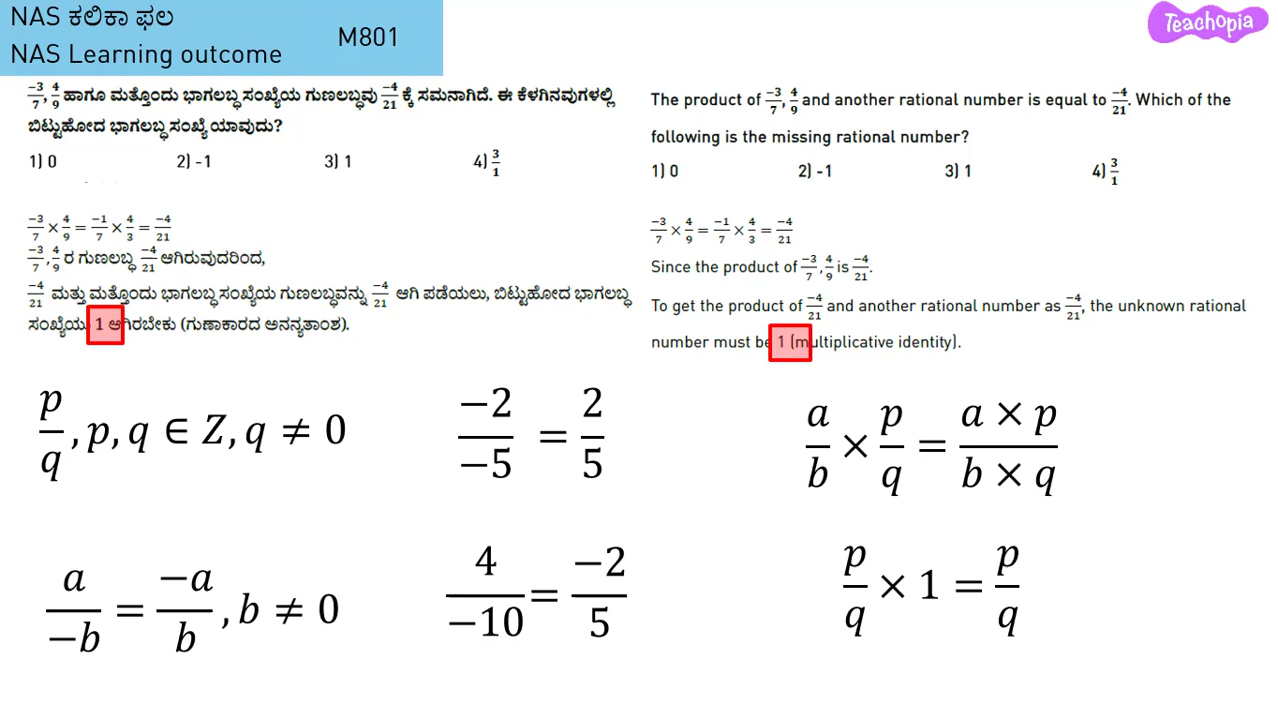 NAS ಕಲಿಕಾ ಫಲ
NAS Learning outcome
M801
Teachopia
-3/7, 4/9 ಹಾಗೂ ಮತ್ತೊಂದು ಭಾಗಲಬ್ಧ ಸಂಖ್ಯೆಯ ಗುಣಲಬ್ಧವು -4/21 ಕ್ಕೆ ಸಮನಾಗಿದೆ. ಈ ಕೆಳಗಿನವುಗಳಲ್ಲಿ
ಬಿಟ್ಟುಹೋದ ಭಾಗಲಬ್ಧ ಸಂಖ್ಯೆ ಯಾವುದು?
1) 0 2) -1 3) 1 4) 3/1
-3/7 × 4/9 = -1/7 × 4/3 = -4/21
-3/7, 4/9 ರ ಗುಣಲಬ್ಧ -4/21 ಆಗಿರುವುದರಿಂದ,
-4/21 ಮತ್ತು ಮತ್ತೊಂದು ಭಾಗಲಬ್ಧ ಸಂಖ್ಯೆಯ ಗುಣಲಬ್ಧವನ್ನು -4/21 ಆಗಿ ಪಡೆಯಲು, ಬಿಟ್ಟುಹೋದ ಭಾಗಲಬ್ಧ
ಸಂಖ್ಯೆಯು 1 ಆಗಿರಬೇಕು (ಗುಣಾಕಾರದ ಅನನ್ಯತಾಂಶ).
The product of -3/7, 4/9 and another rational number is equal to -4/21. Which of the
following is the missing rational number?
1) 0 2) -1 3) 1 4) 3/1
-3/7 × 4/9 = -1/7 × 4/3 = -4/21
Since the product of -3/7, 4/9 is -4/21.
To get the product of -4/21 and another rational number as -4/21, the unknown rational
number must be 1 (multiplicative identity).
p/q, p, q ∈ Z, q ≠ 0
-2/-5 = 2/5
a/b × p/q = a × p/b × q
a/-b = -a/b, b ≠ 0
4/-10 = -2/5
p/q × 1 = p/q